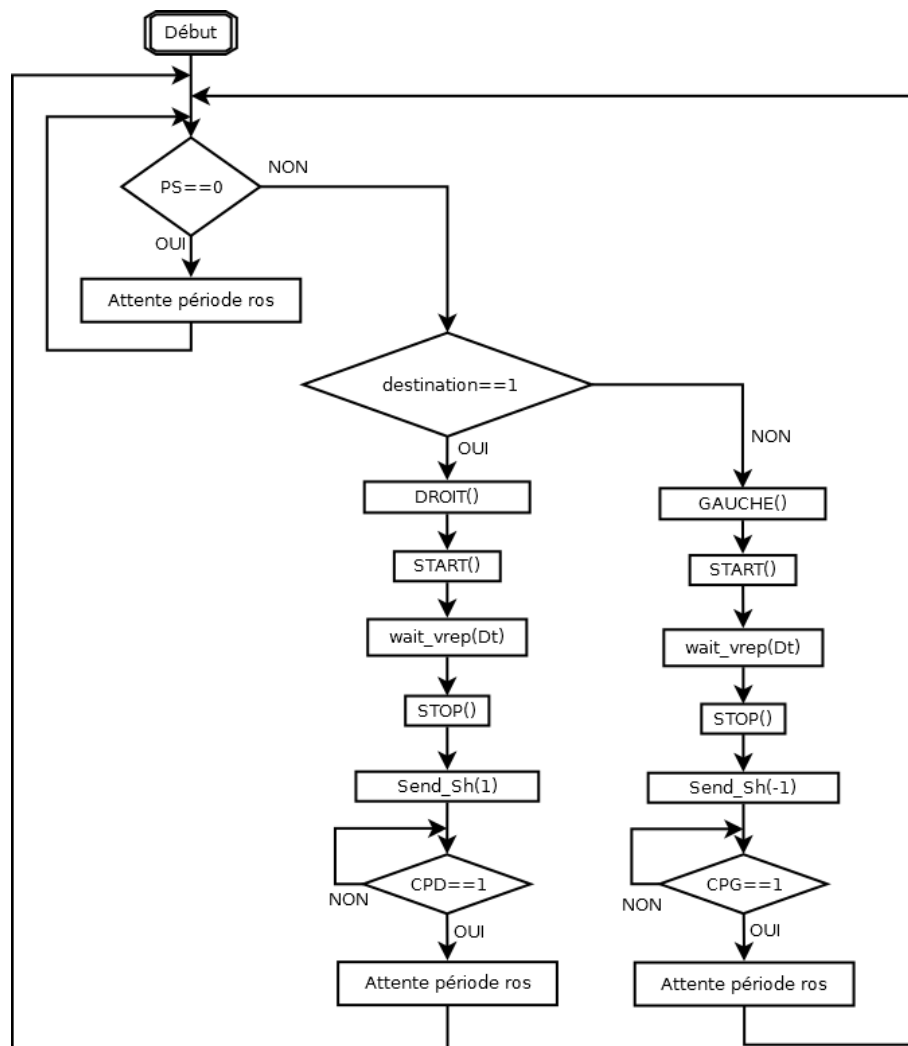 Début
PS==0
NON
OUI
Attente période ros
destination==1
OUI
NON
DROIT()
GAUCHE()
START()
START()
wait_vrep(Dt)
wait_vrep(Dt)
STOP()
STOP()
Send_Sh(1)
Send_Sh(-1)
CPD==1
CPG==1
NON
NON
OUI
OUI
Attente période ros
Attente période ros